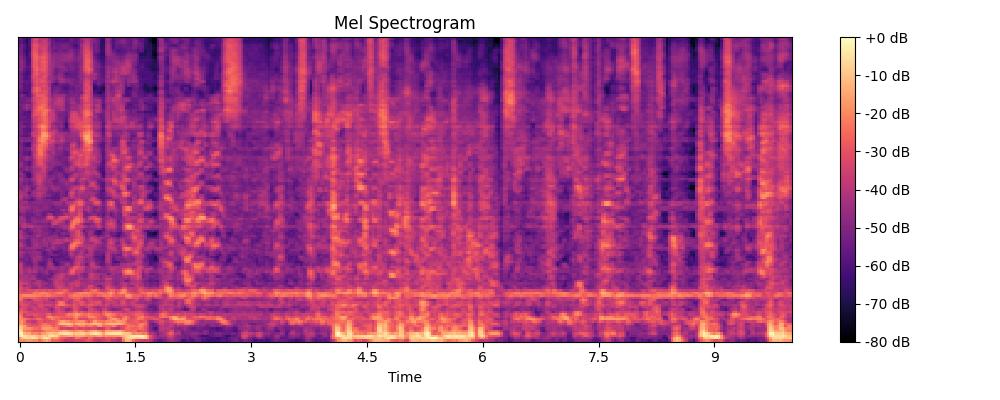 Mel Spectrogram
+0 dB
-10 dB
-20 dB
-30 dB
-40 dB
-50 dB
-60 dB
-70 dB
-80 dB
0 1.5 3 4.5 6 7.5 9
Time